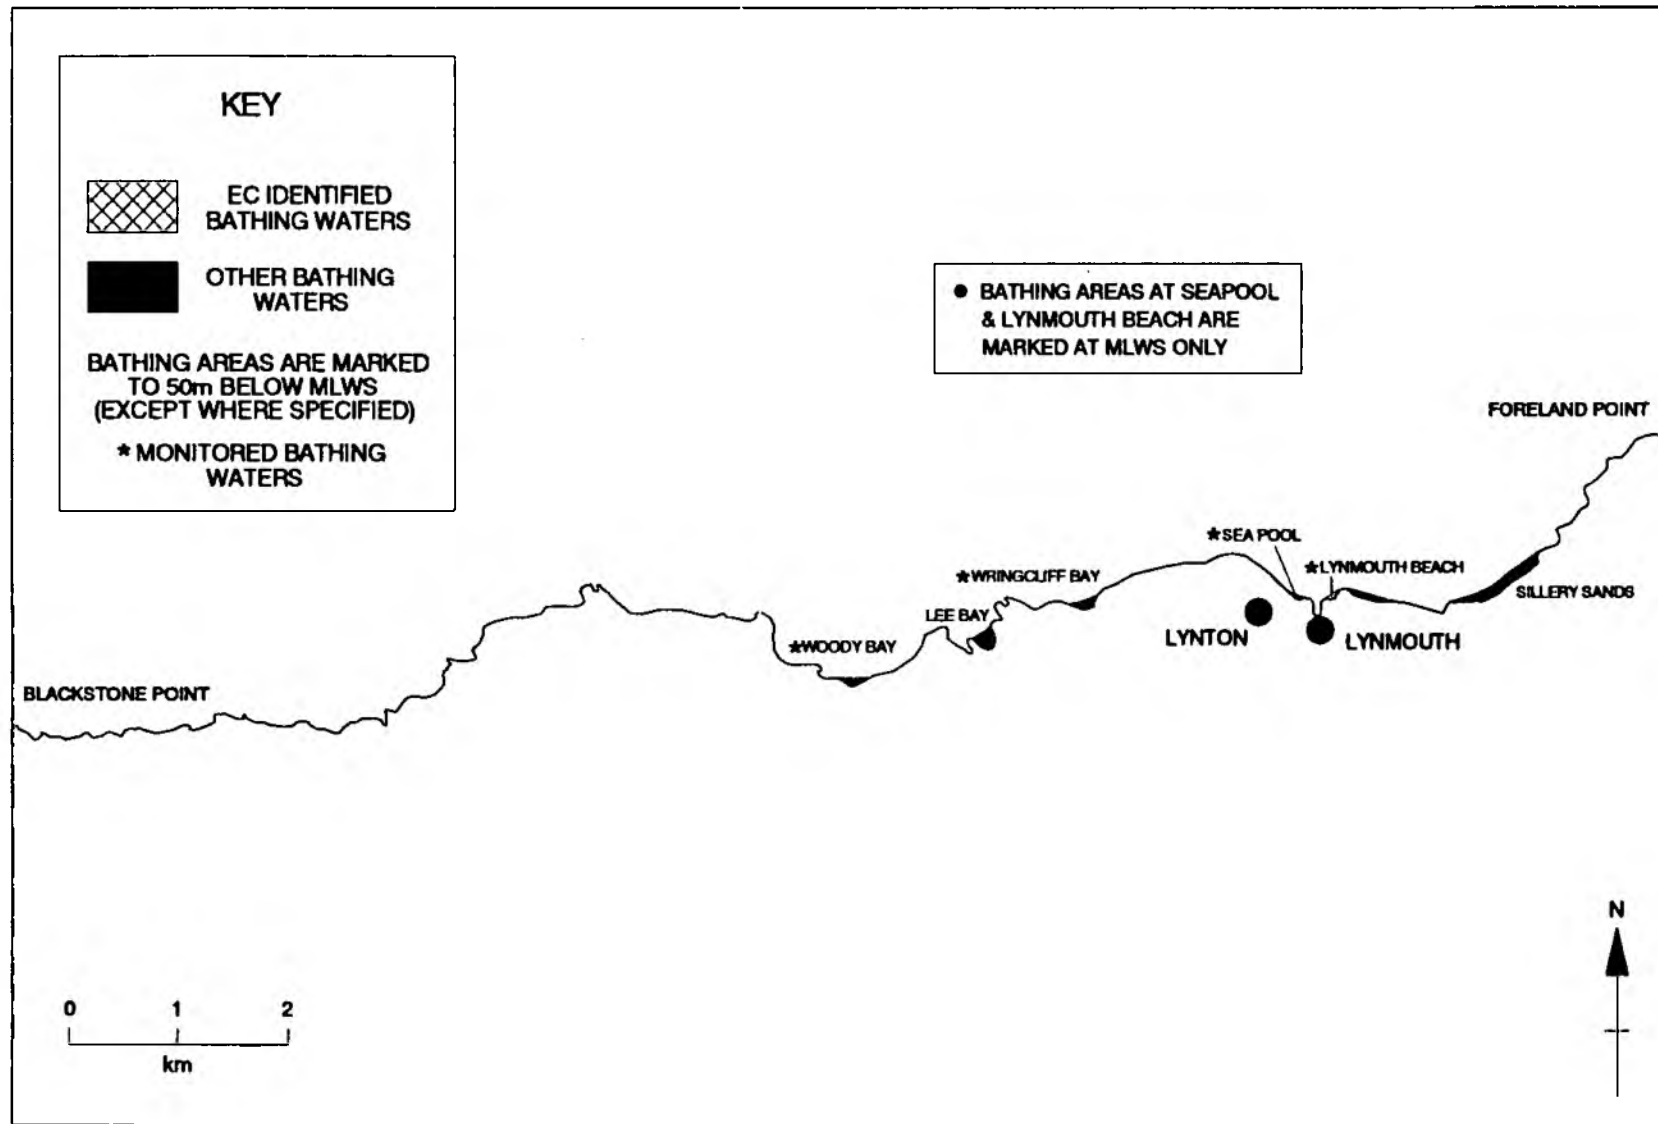 KEY
EC IDENTIFIED
BATHING WATERS
OTHER BATHING
WATERS
BATHING AREAS ARE MARKED
TO 50m BELOW MLWS
(EXCEPT WHERE SPECIFIED)
* MONITORED BATHING
WATERS
● BATHING AREAS AT SEAPOOL
& LYNMOUTH BEACH ARE
MARKED AT MLWS ONLY
FORELAND POINT
*SEA POOL
*LYNMOUTH BEACH
*WRINGCLIFF BAY
SILLERY SANDS
LEE BAY
LYNTON
LYNMOUTH
*WOODY BAY
BLACKSTONE POINT
N
0 1 2
km